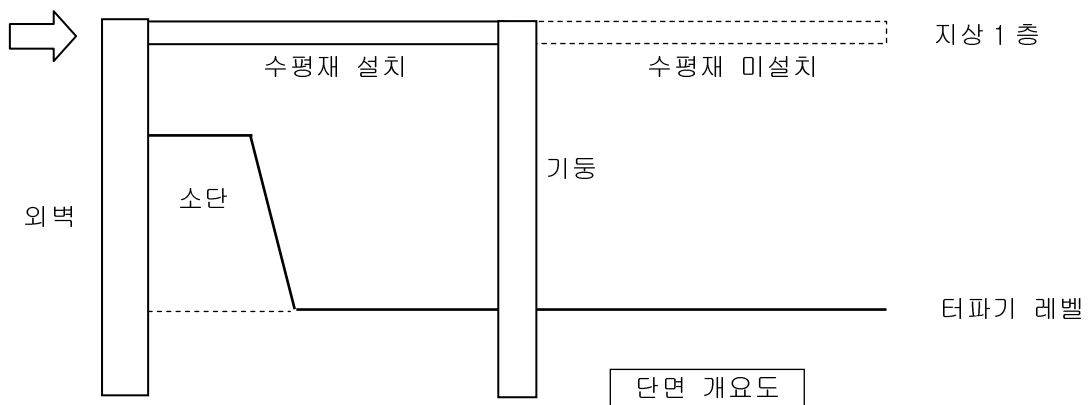 지상 1 층
수평재 설치
수평재 미설치
기둥
소단
외벽
터파기 레벨
단면 개요도